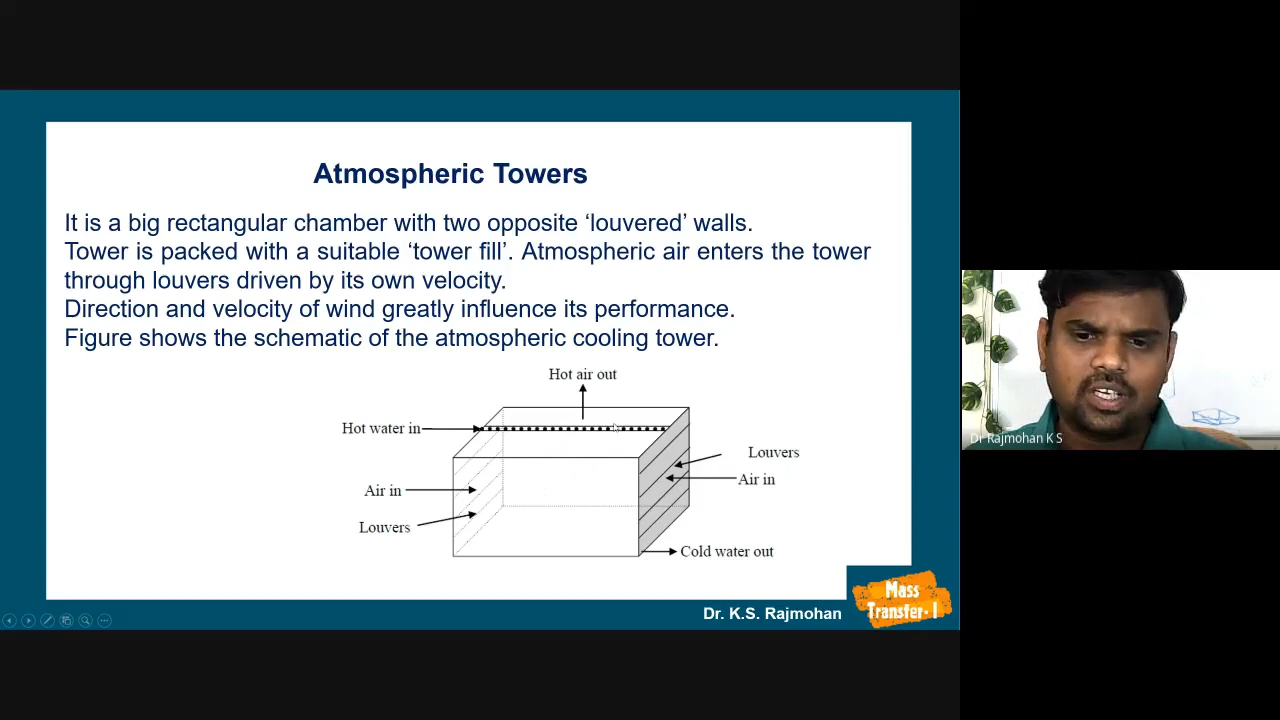 Atmospheric Towers
It is a big rectangular chamber with two opposite ‘louvered’ walls.
Tower is packed with a suitable ‘tower fill’. Atmospheric air enters the tower
through louvers driven by its own velocity.
Direction and velocity of wind greatly influence its performance.
Figure shows the schematic of the atmospheric cooling tower.
Hot air out
Hot water in
Louvers
Air in
Air in
Louvers
Cold water out
Dr. K.S. Rajmohan
Mass
Transfer-I
Dr Rajmohan K S